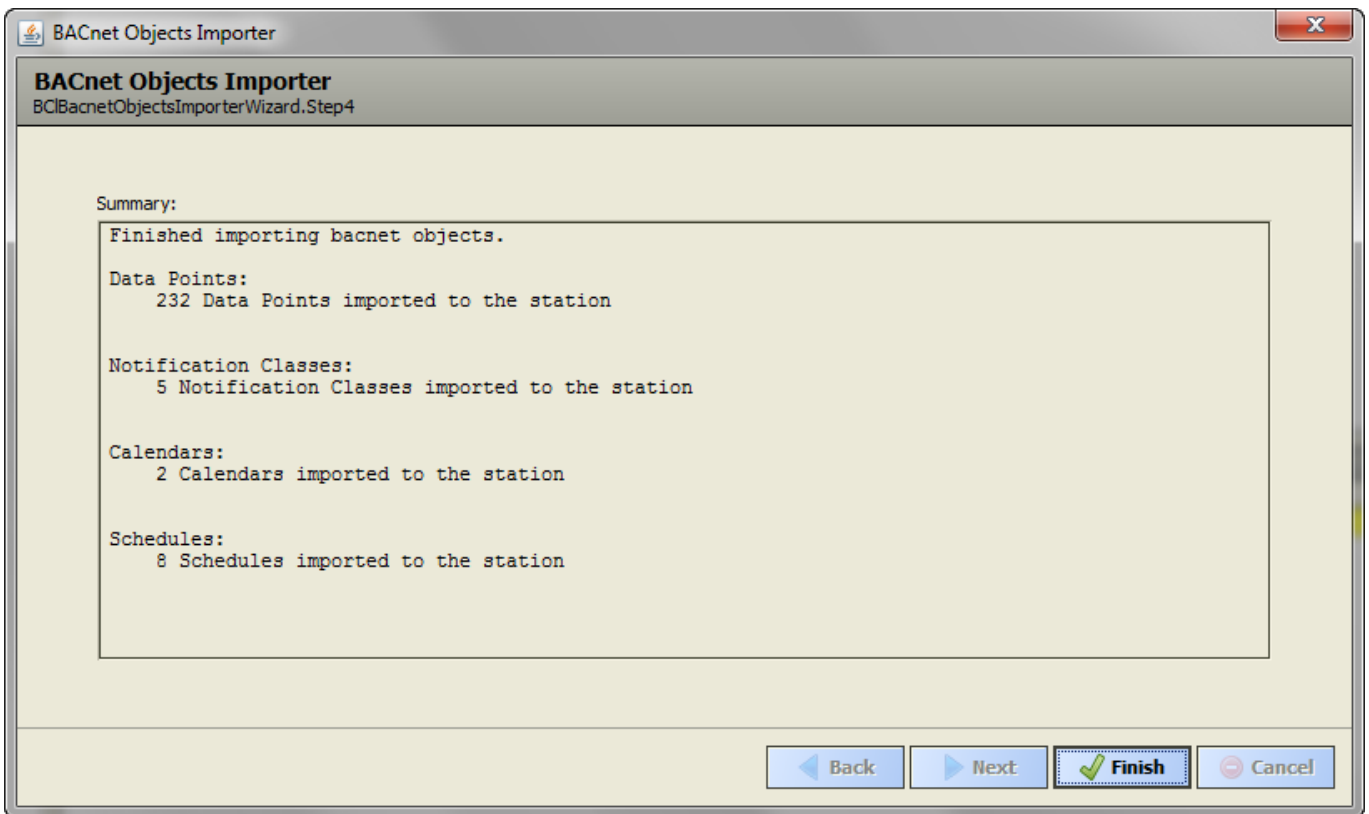 BACnet Objects Importer
BACnet Objects Importer
BClBacnetObjectsImporterWizard.Step4
Summary:
Finished importing bacnet objects.
Data Points:
232 Data Points imported to the station
Notification Classes:
5 Notification Classes imported to the station
Calendars:
2 Calendars imported to the station
Schedules:
8 Schedules imported to the station
Back Next Finish Cancel